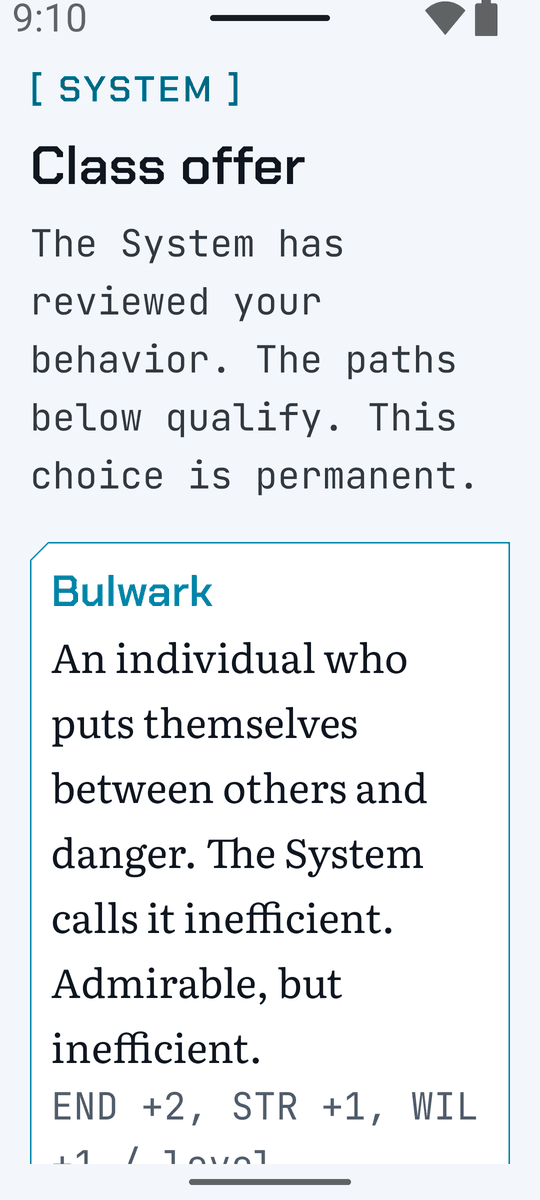 9:10
[ SYSTEM ]
Class offer
The System has
reviewed your
behavior. The paths
below qualify. This
choice is permanent.
Bulwark
An individual who
puts themselves
between others and
danger. The System
calls it inefficient.
Admirable, but
inefficient.
END +2, STR +1, WIL
+1 / level